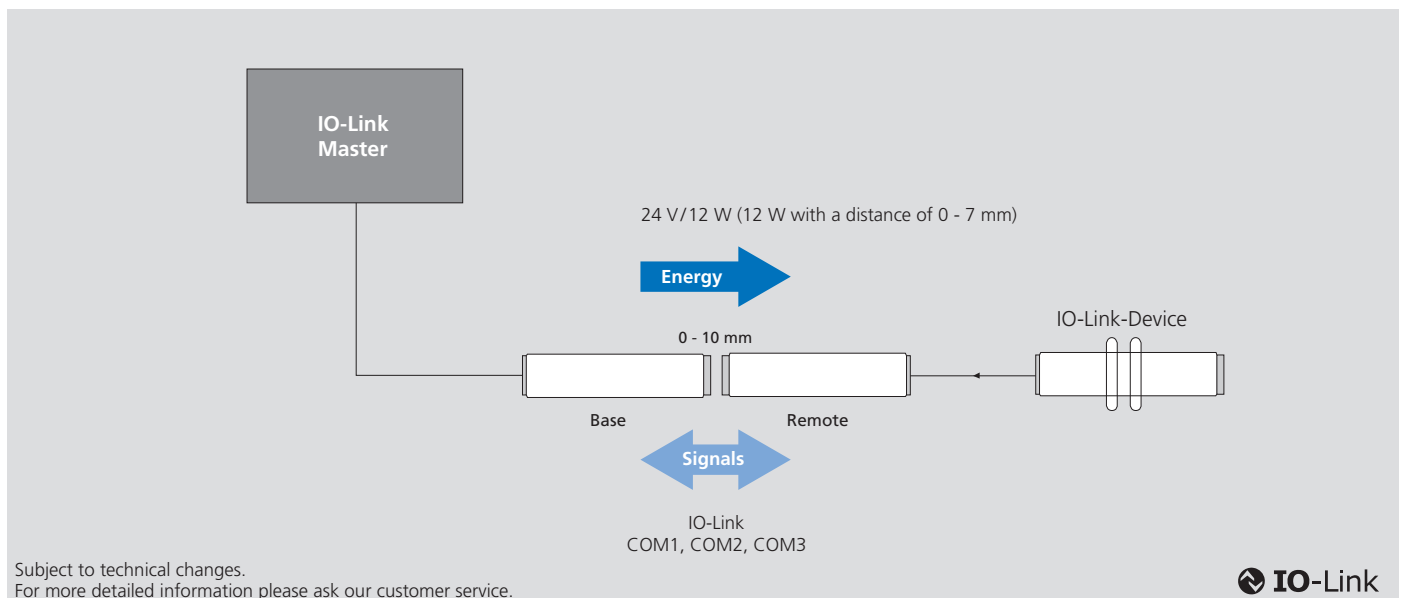 IO-Link
Master
24 V/12 W (12 W with a distance of 0 - 7 mm)
Energy
IO-Link-Device
0 - 10 mm
Base
Remote
Signals
IO-Link
COM1, COM2, COM3
Subject to technical changes.
For more detailed information please ask our customer service.
IO-Link